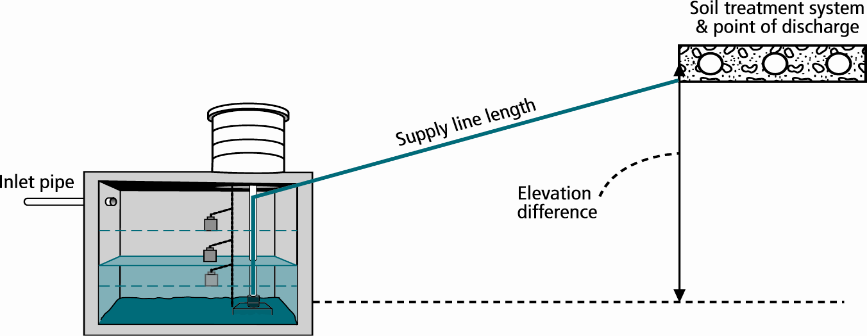 Soil treatment system
& point of discharge
Supply line length
Inlet pipe
Elevation
difference